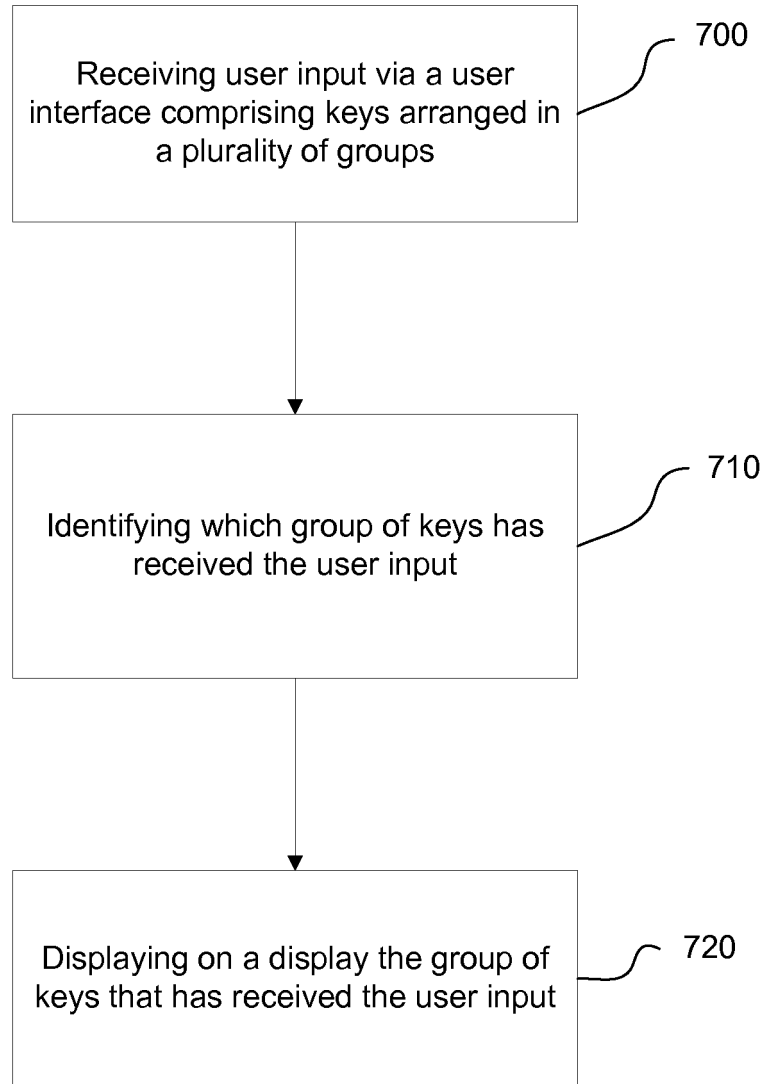 Receiving user input via a user
interface comprising keys arranged in
a plurality of groups
700
Identifying which group of keys has
received the user input
710
Displaying on a display the group of
keys that has received the user input
720